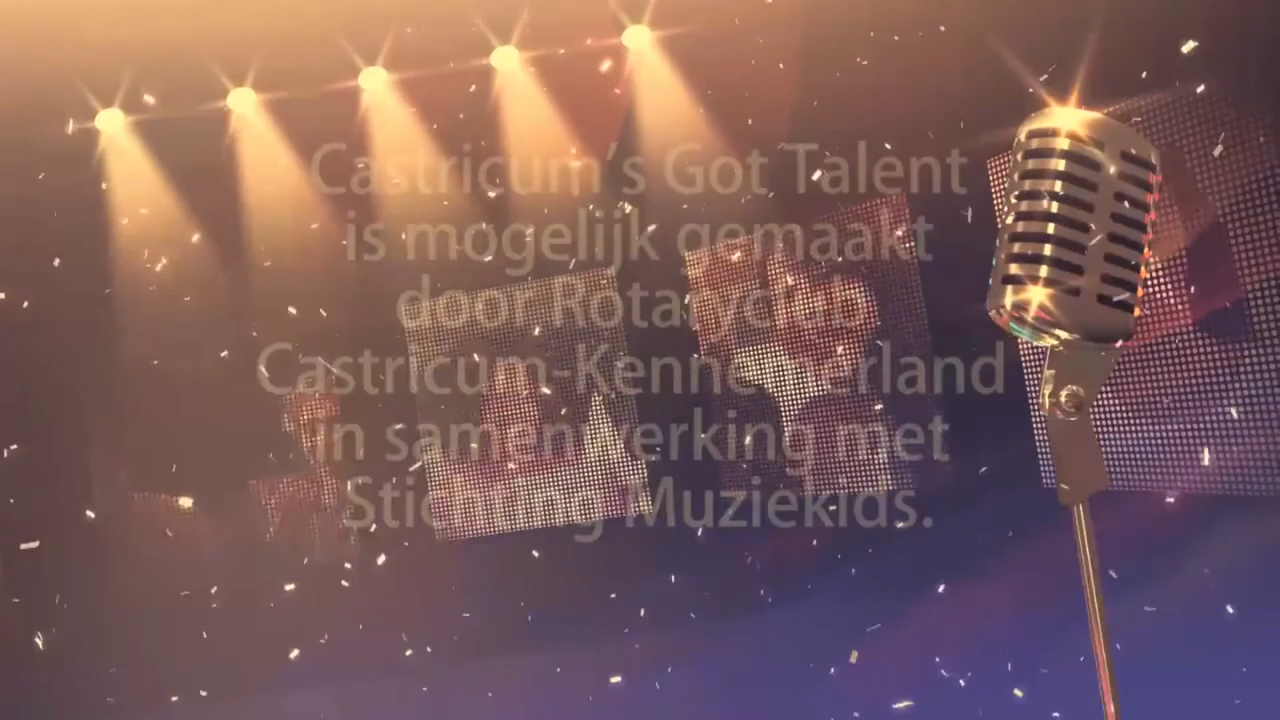 Castricum’s Got Talent
is mogelijk gemaakt
door Rotaryclub
Castricum-Kennemerland
in samenwerking met
Stichting Muziekids.